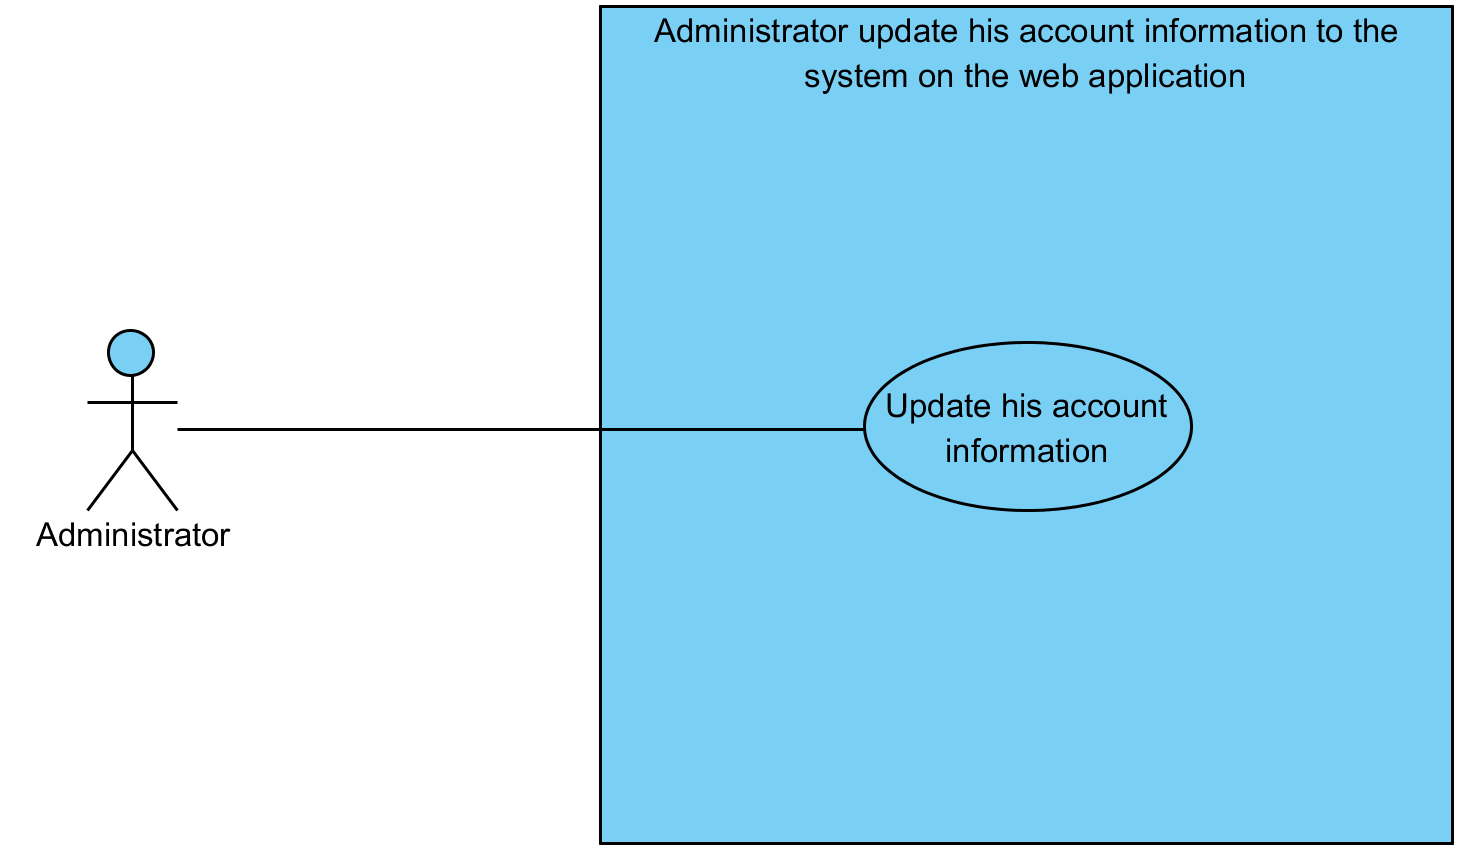 Administrator update his account information to the
system on the web application
Update his account
information
Administrator